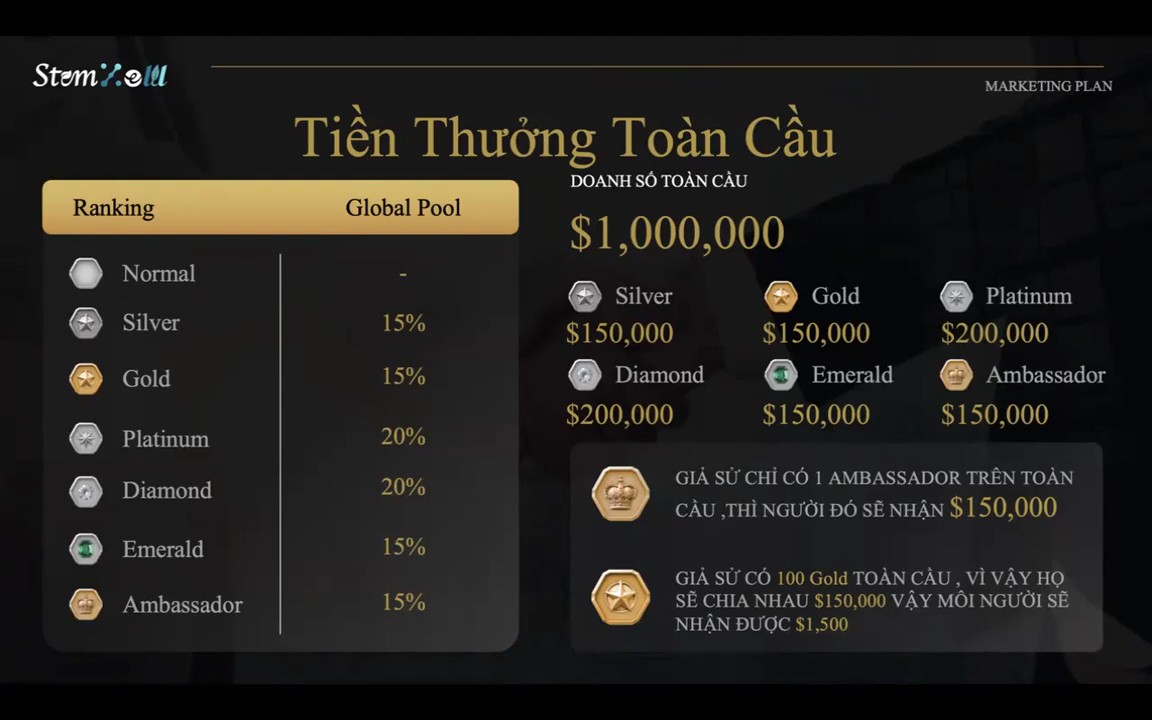 StemXell
MARKETING PLAN
Tiền Thưởng Toàn Cầu
Ranking Global Pool
Normal -
Silver 15%
Gold 15%
Platinum 20%
Diamond 20%
Emerald 15%
Ambassador 15%
DOANH SỐ TOÀN CẦU
$1,000,000
Silver Gold Platinum
$150,000 $150,000 $200,000
Diamond Emerald Ambassador
$200,000 $150,000 $150,000
GIẢ SỬ CHỈ CÓ 1 AMBASSADOR TRÊN TOÀN
CẦU ,THÌ NGƯỜI ĐÓ SẼ NHẬN $150,000
GIẢ SỬ CÓ 100 Gold TOÀN CẦU , VÌ VẬY HỌ
SẼ CHIA NHAU $150,000 VẬY MÔI NGƯỜI SẼ
NHẬN ĐƯỢC $1,500